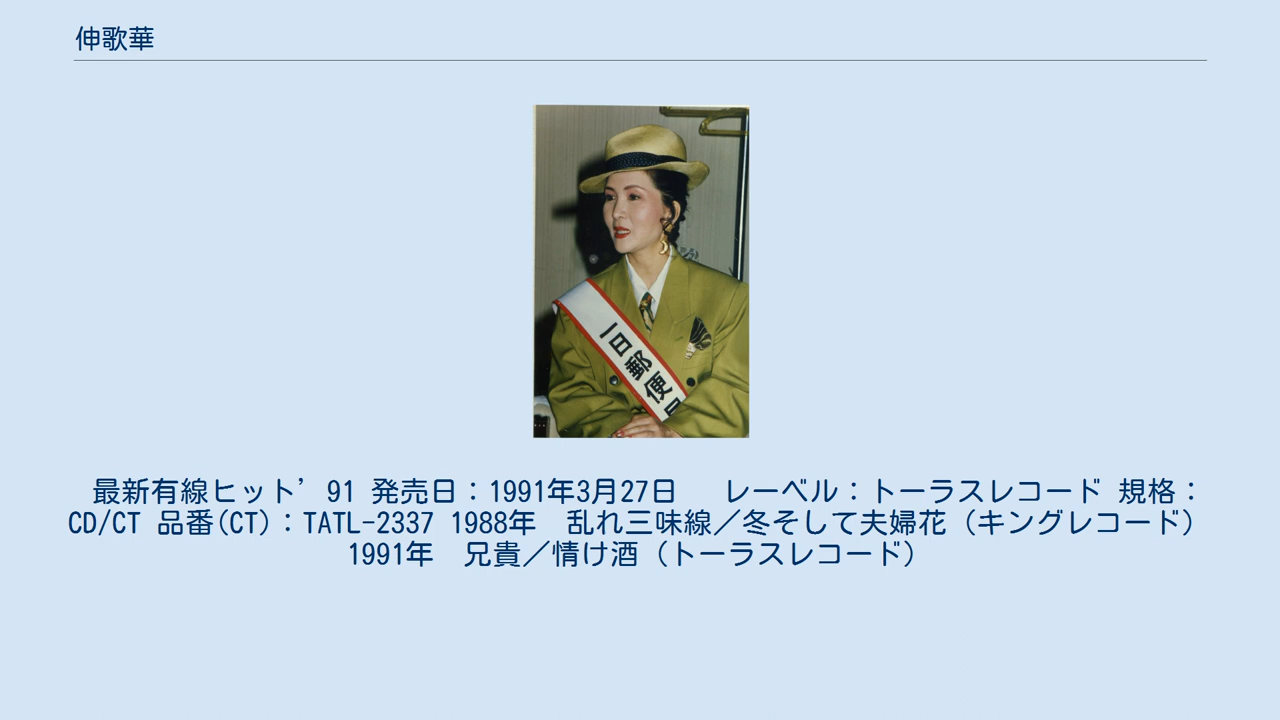 伸歌華
一日郵便局
最新有線ヒット’91 発売日：1991年3月27日　 レーベル：トーラスレコード 規格：
CD/CT 品番(CT)：TATL-2337 1988年　乱れ三味線／冬そして夫婦花（キングレコード）
1991年　兄貴／情け酒（トーラスレコード）